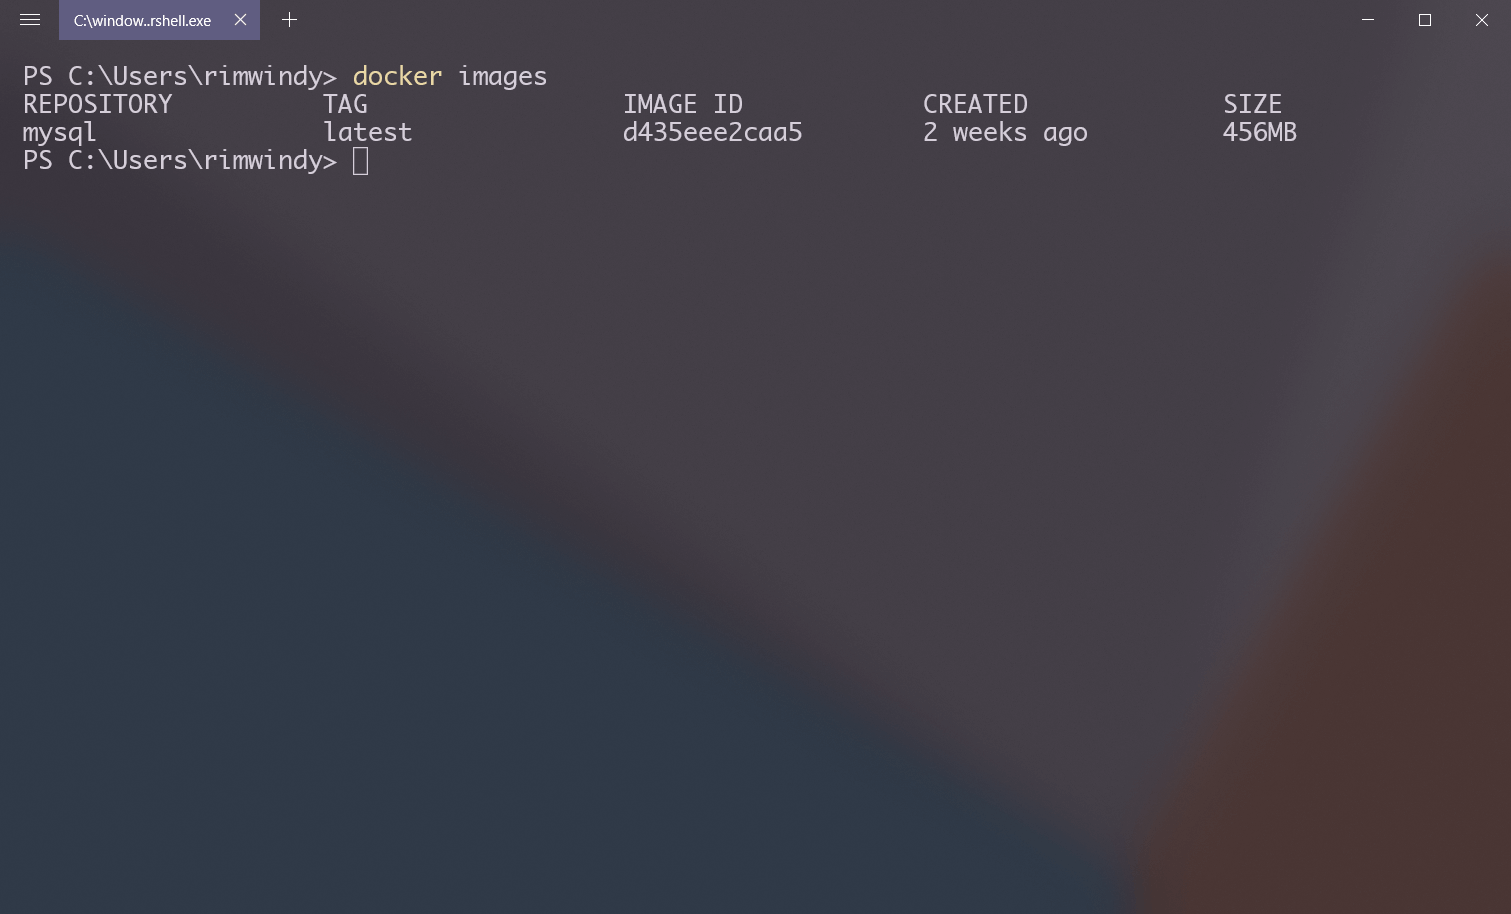 C:\window..rshell.exe
PS C:\Users\rimwindy> docker images
REPOSITORY TAG IMAGE ID CREATED SIZE
mysql latest d435eee2caa5 2 weeks ago 456MB
PS C:\Users\rimwindy>